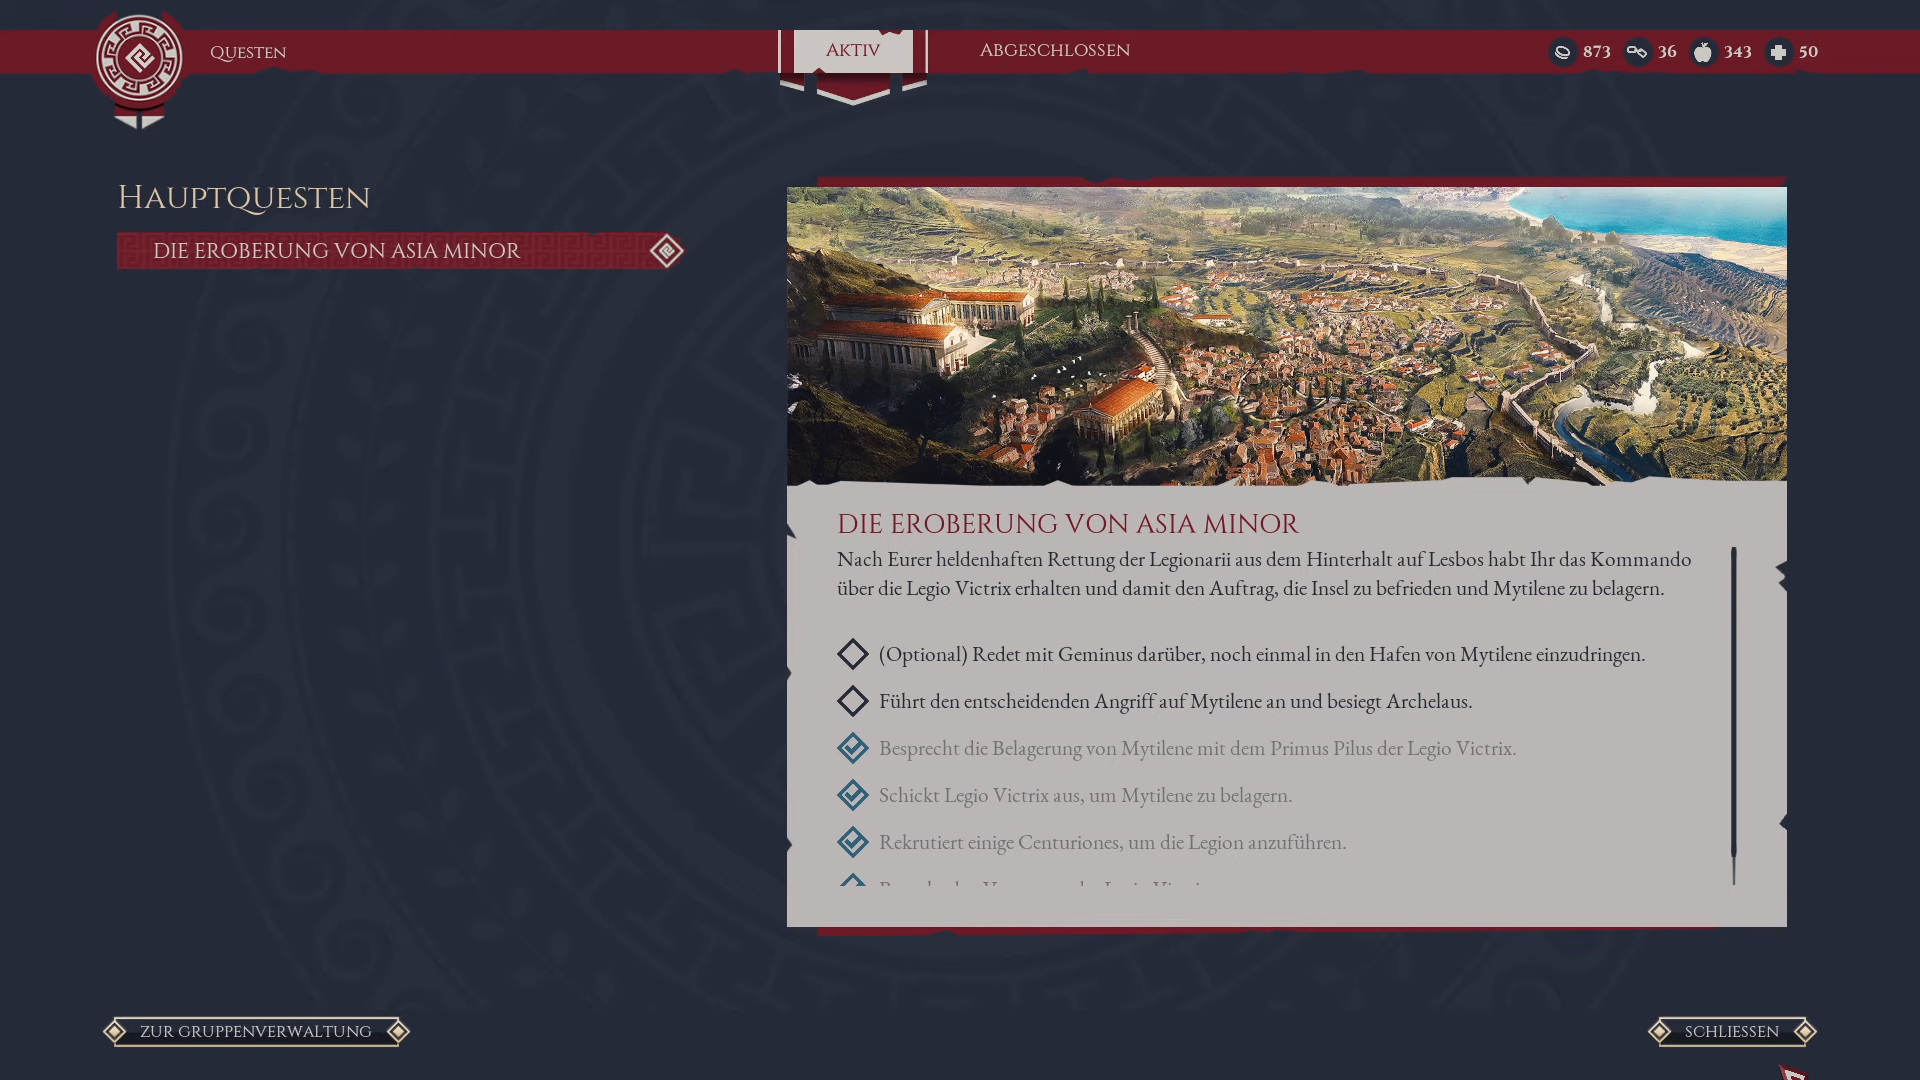 Questen
Aktiv
Abgeschlossen
873
36
343
50
Hauptquesten
DIE EROBERUNG VON ASIA MINOR
DIE EROBERUNG VON ASIA MINOR
Nach Eurer heldenhaften Rettung der Legionarii aus dem Hinterhalt auf Lesbos habt Ihr das Kommando
über die Legio Victrix erhalten und damit den Auftrag, die Insel zu befrieden und Mytilene zu belagern.
(Optional) Redet mit Geminus darüber, noch einmal in den Hafen von Mytilene einzudringen.
Führt den entscheidenden Angriff auf Mytilene an und besiegt Archelaus.
Besprecht die Belagerung von Mytilene mit dem Primus Pilus der Legio Victrix.
Schickt Legio Victrix aus, um Mytilene zu belagern.
Rekrutiert einige Centuriones, um die Legion anzuführen.
ZUR GRUPPENVERWALTUNG
SCHLIESSEN